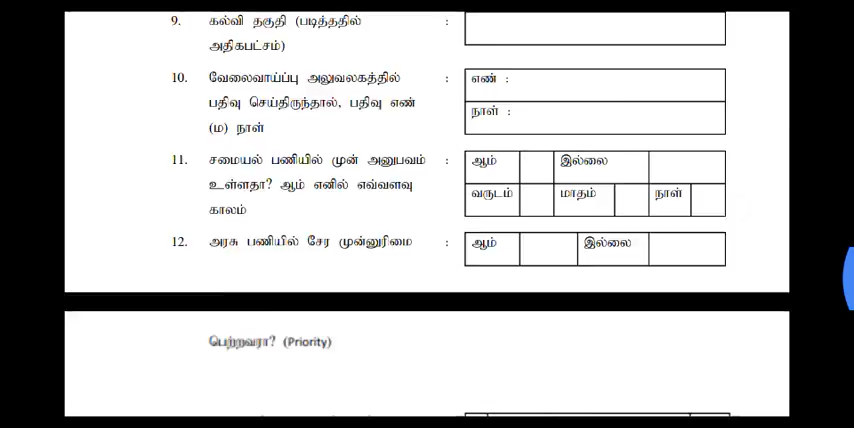 9. கல்வி தகுதி (படித்ததில் :
அதிகபட்சம்)
10. வேலைவாய்ப்பு அலுவலகத்தில் : எண் :
பதிவு செய்திருந்தால், பதிவு எண்
(ம) நாள் நாள் :
11. சமையல் பணியில் முன் அனுபவம் : ஆம் இல்லை
உள்ளதா? ஆம் எனில் எவ்வளவு வருடம் மாதம் நாள்
காலம்
12. அரசு பணியில் சேர முன்னுரிமை : ஆம் இல்லை
பெற்றவரா? (Priority)